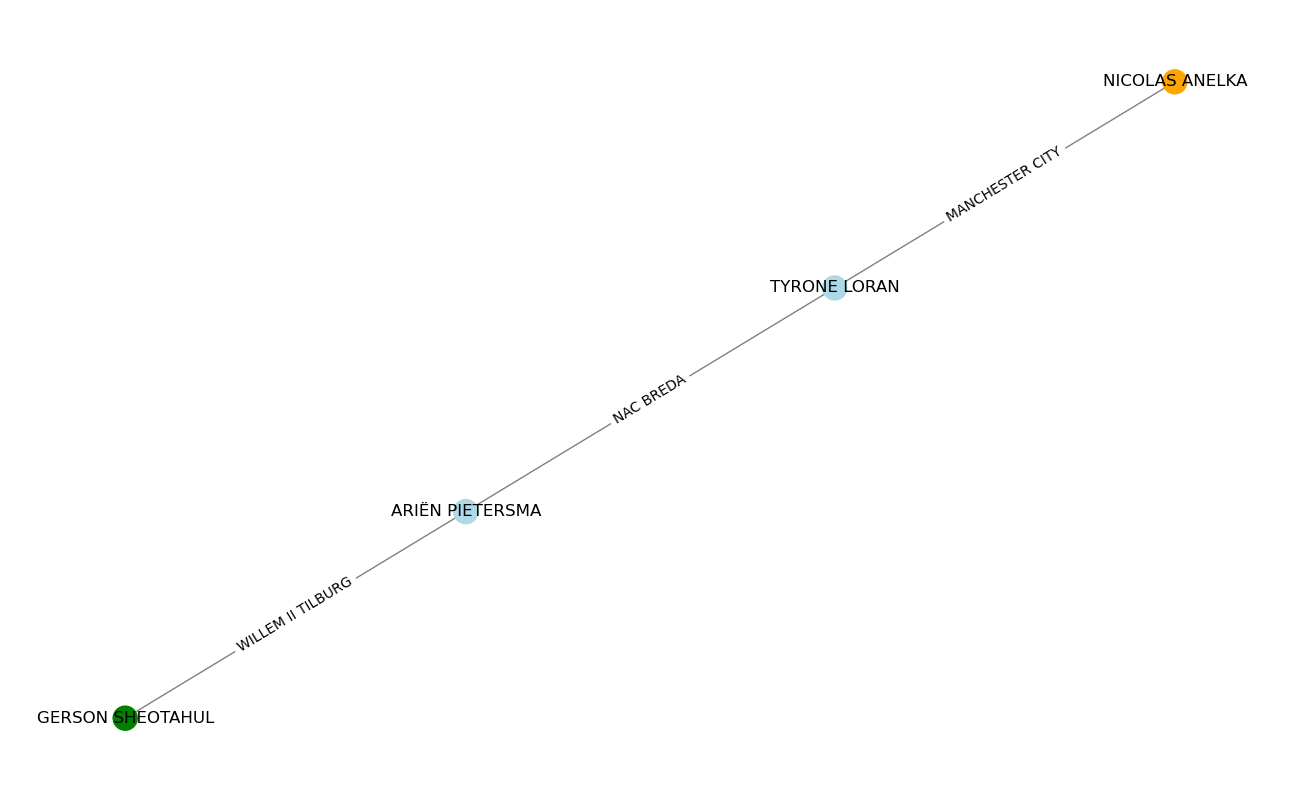 NICOLAS ANELKA
MANCHESTER CITY
TYRONE LORAN
NAC BREDA
ARIËN PIETERSMA
WILLEM II TILBURG
GERSON SHEOTAHUL